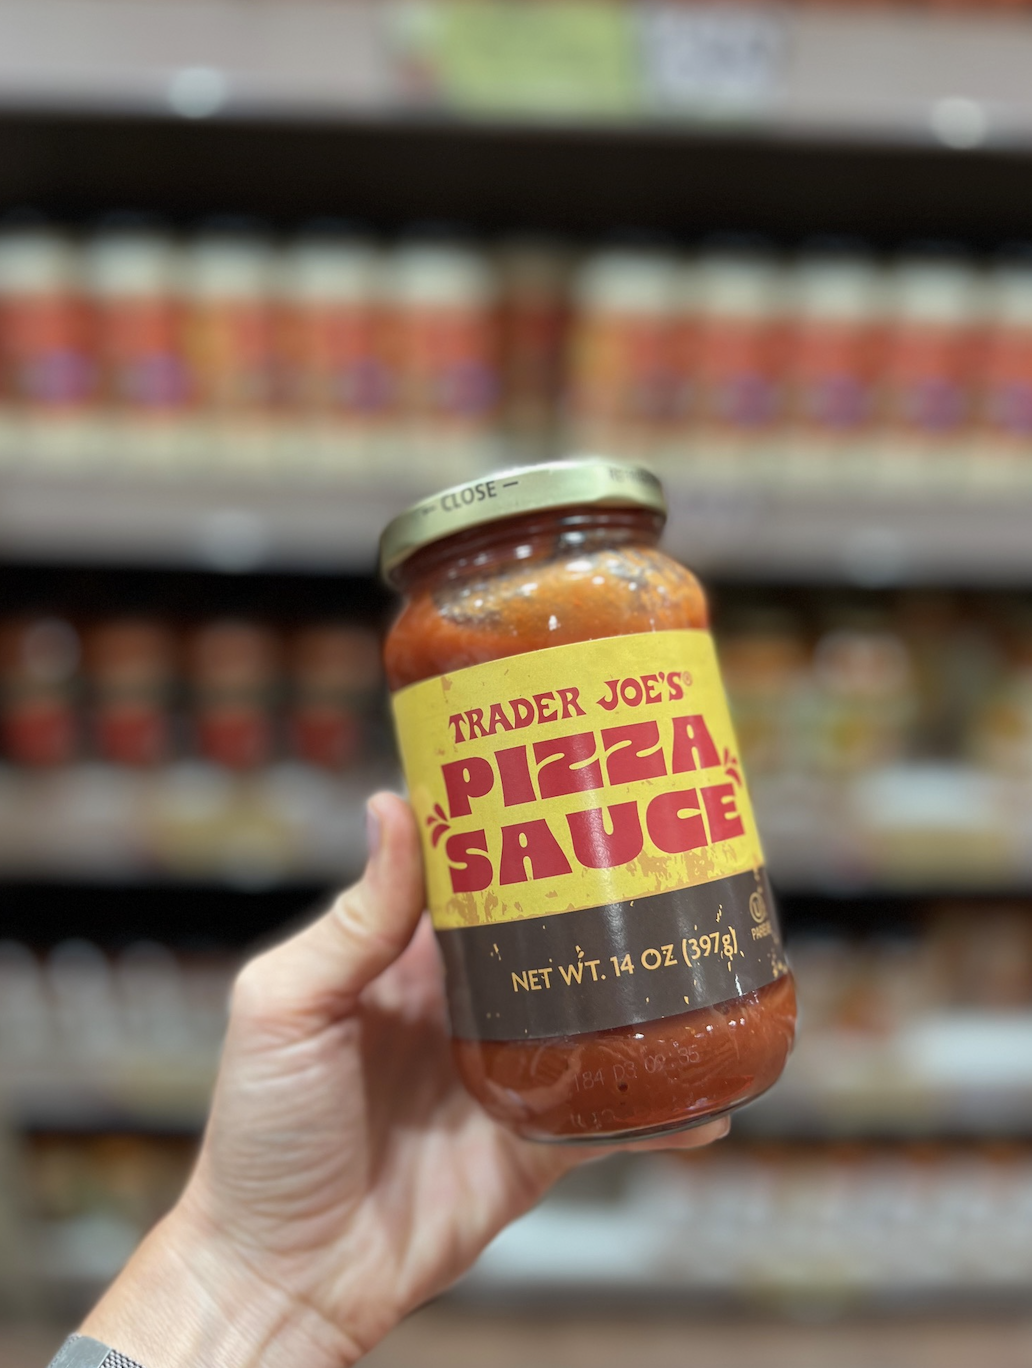 — CLOSE —
TRADER JOE'S®
PIZZA
SAUCE
NET WT. 14 OZ (397g)